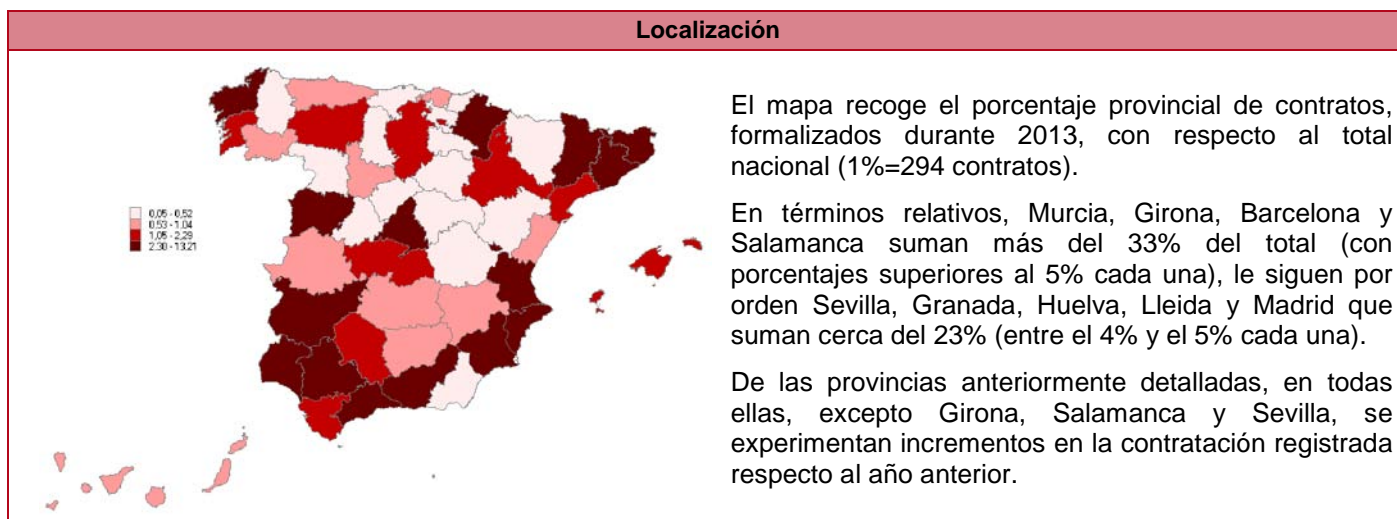 Localización
El mapa recoge el porcentaje provincial de contratos,
formalizados durante 2013, con respecto al total
nacional (1%=294 contratos).
En términos relativos, Murcia, Girona, Barcelona y
Salamanca suman más del 33% del total (con
porcentajes superiores al 5% cada una), le siguen por
orden Sevilla, Granada, Huelva, Lleida y Madrid que
suman cerca del 23% (entre el 4% y el 5% cada una).
De las provincias anteriormente detalladas, en todas
ellas, excepto Girona, Salamanca y Sevilla, se
experimentan incrementos en la contratación registrada
respecto al año anterior.
0,05 - 0,52
0,53 - 1,04
1,05 - 2,29
2,30 - 13,21